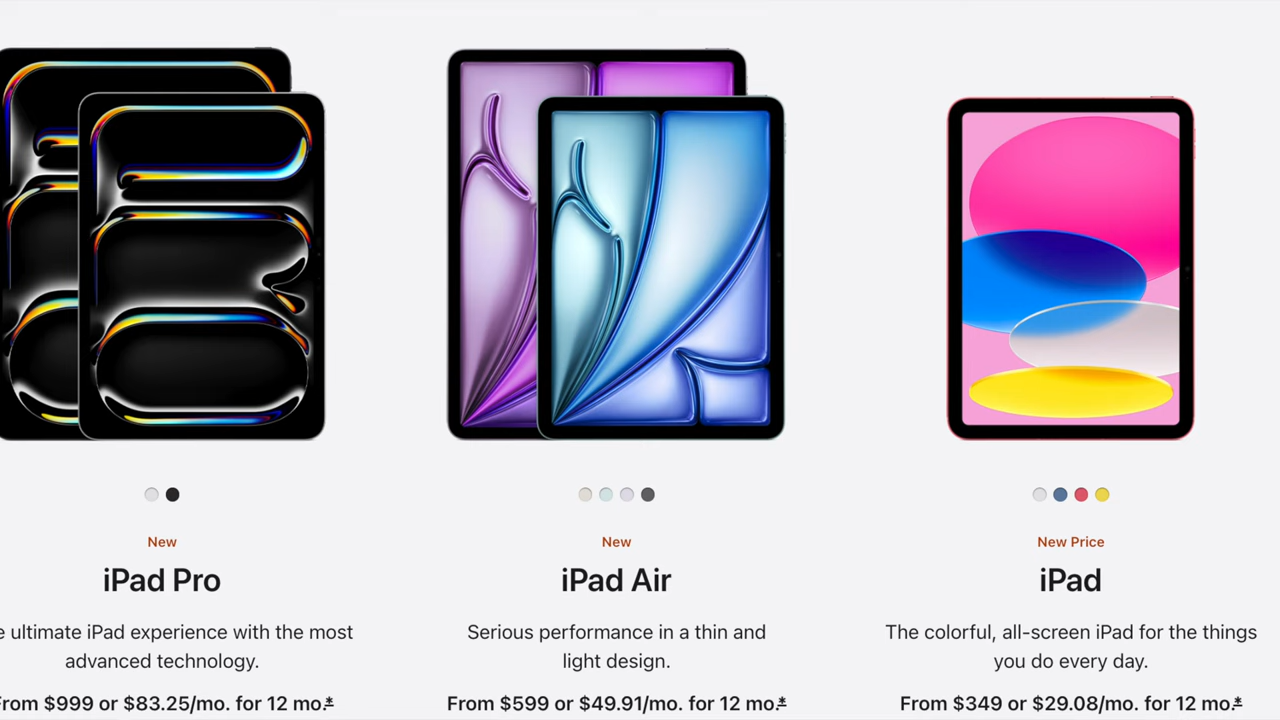 New
iPad Pro
ultimate iPad experience with the most
advanced technology.
From $999 or $83.25/mo. for 12 mo.*
New
iPad Air
Serious performance in a thin and
light design.
From $599 or $49.91/mo. for 12 mo.*
New Price
iPad
The colorful, all-screen iPad for the things
you do every day.
From $349 or $29.08/mo. for 12 mo.*